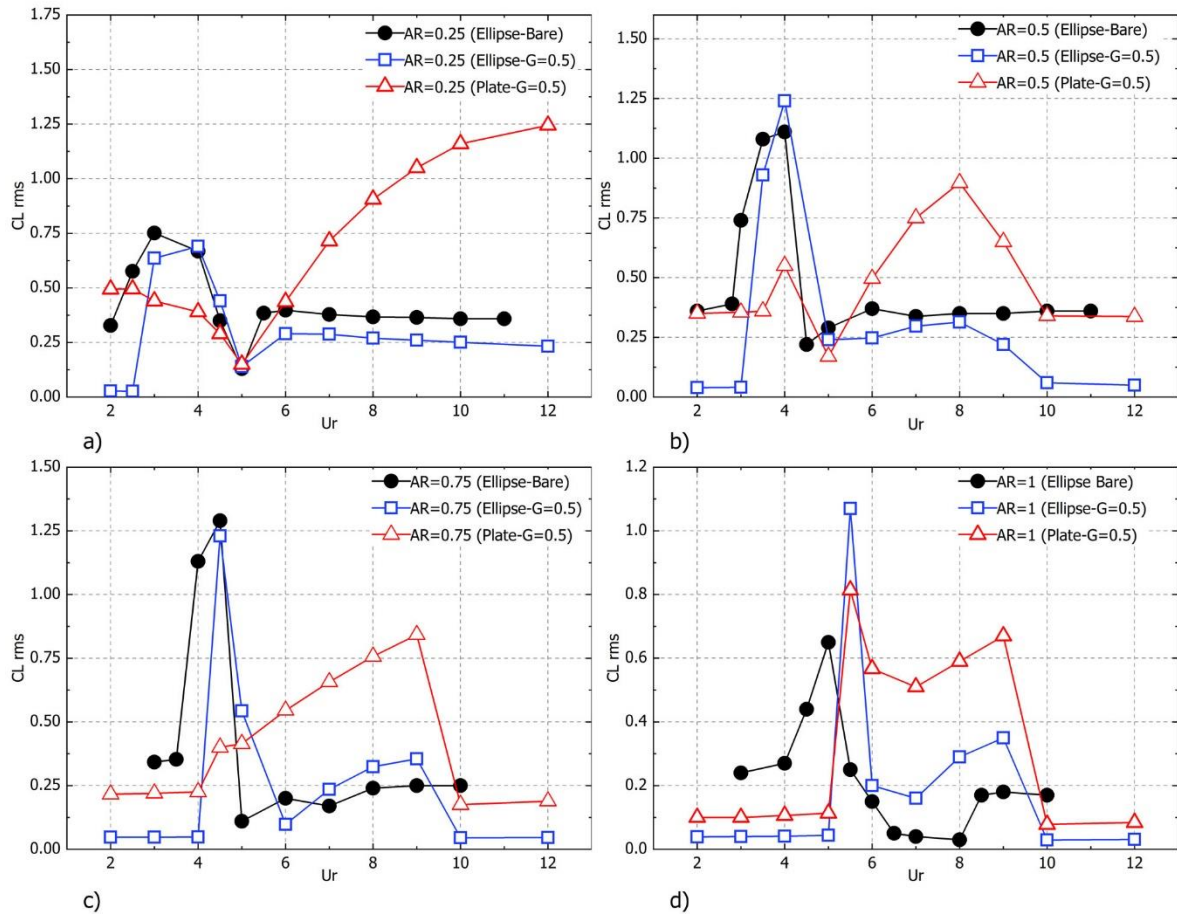 1.75
1.50
1.25
1.00
0.75
0.50
0.25
0.00
CL rms
AR=0.25 (Ellipse-Bare)
AR=0.25 (Ellipse-G=0.5)
AR=0.25 (Plate-G=0.5)
2 4 6 8 10 12
Ur
a)
1.50
1.25
1.00
0.75
0.50
0.25
0.00
CL rms
AR=0.5 (Ellipse-Bare)
AR=0.5 (Ellipse-G=0.5)
AR=0.5 (Plate-G=0.5)
2 4 6 8 10 12
Ur
b)
1.50
1.25
1.00
0.75
0.50
0.25
0.00
CL rms
AR=0.75 (Ellipse-Bare)
AR=0.75 (Ellipse-G=0.5)
AR=0.75 (Plate-G=0.5)
2 4 6 8 10 12
Ur
c)
1.2
1.0
0.8
0.6
0.4
0.2
0.0
CL rms
AR=1 (Ellipse Bare)
AR=1 (Ellipse-G=0.5)
AR=1 (Plate-G=0.5)
2 4 6 8 10 12
Ur
d)